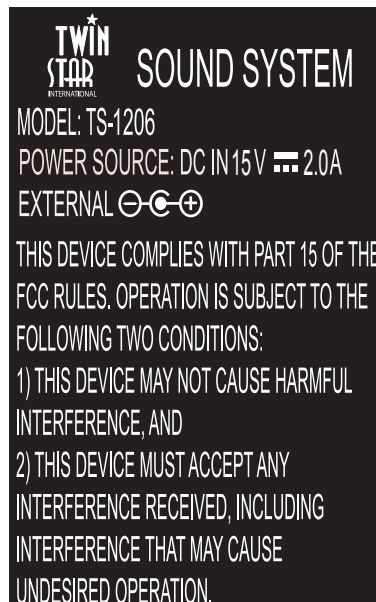 TWIN
STAR
INTERNATIONAL
SOUND SYSTEM
MODEL: TS-1206
POWER SOURCE: DC IN 15 V ⎓ 2.0A
EXTERNAL
THIS DEVICE COMPLIES WITH PART 15 OF THE
FCC RULES. OPERATION IS SUBJECT TO THE
FOLLOWING TWO CONDITIONS:
1) THIS DEVICE MAY NOT CAUSE HARMFUL
INTERFERENCE, AND
2) THIS DEVICE MUST ACCEPT ANY
INTERFERENCE RECEIVED, INCLUDING
INTERFERENCE THAT MAY CAUSE
UNDESIRED OPERATION.